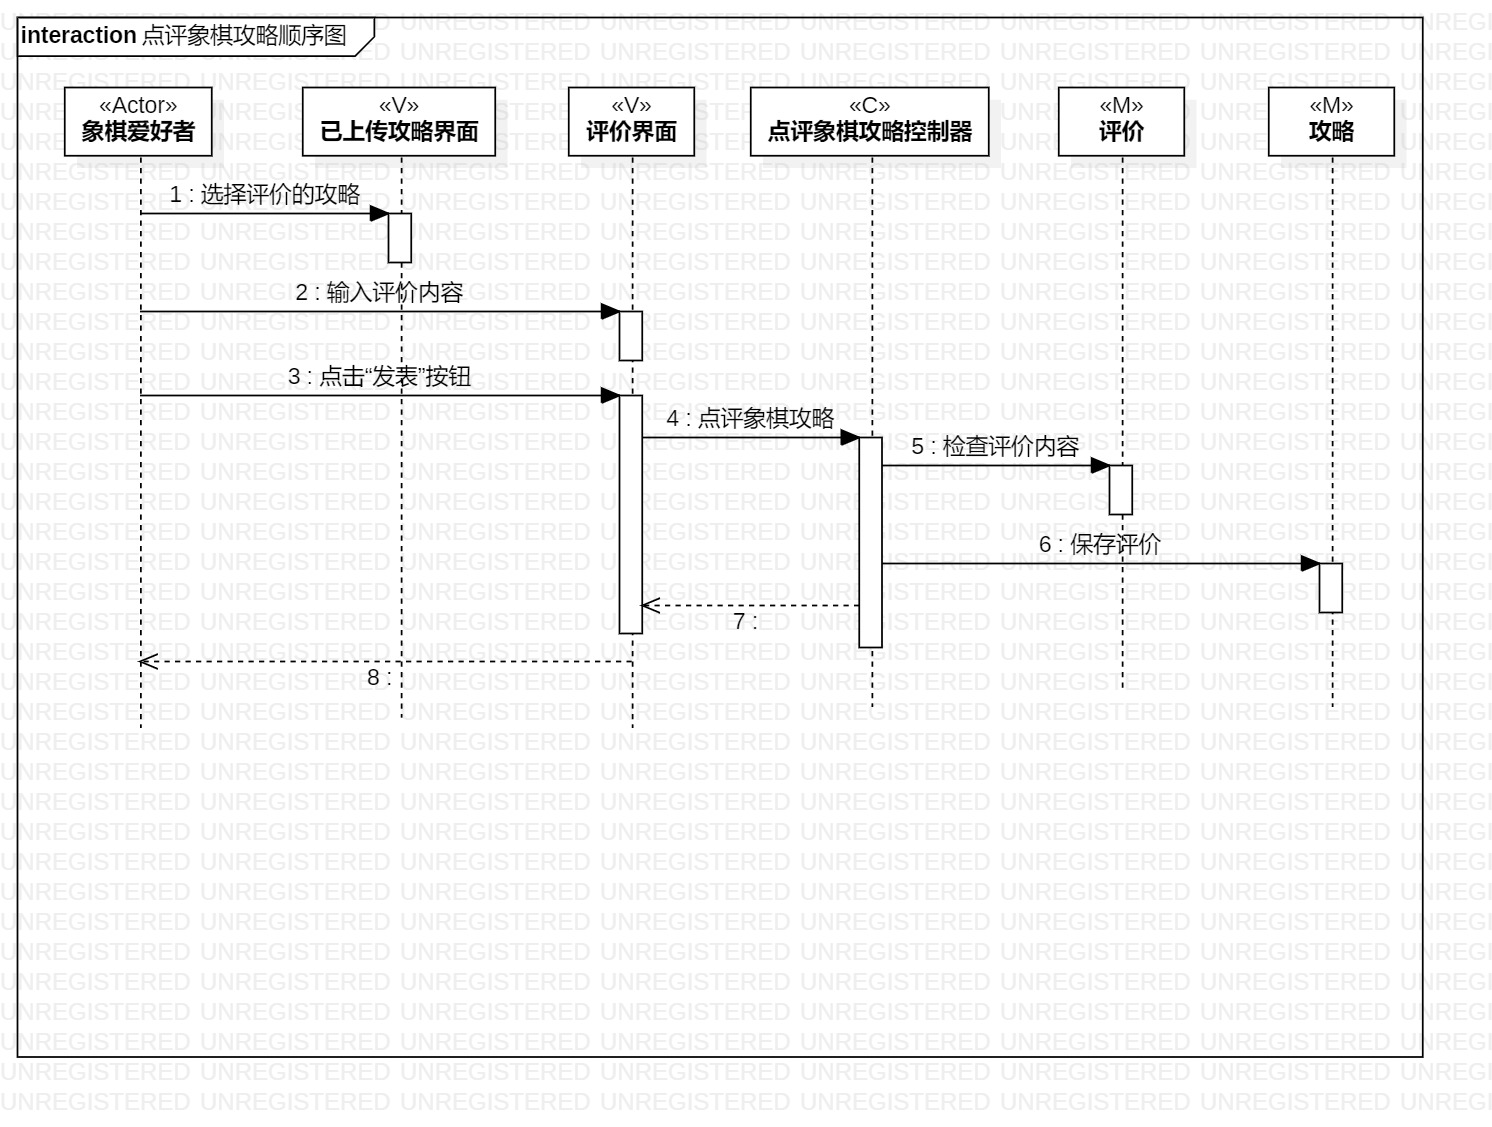 interaction 点评象棋攻略顺序图
«Actor»
象棋爱好者
«V»
已上传攻略界面
«V»
评价界面
«C»
点评象棋攻略控制器
«M»
评价
«M»
攻略
1 : 选择评价的攻略
2 : 输入评价内容
3 : 点击“发表”按钮
4 : 点评象棋攻略
5 : 检查评价内容
6 : 保存评价
7 :
8 :
UNREGISTERED